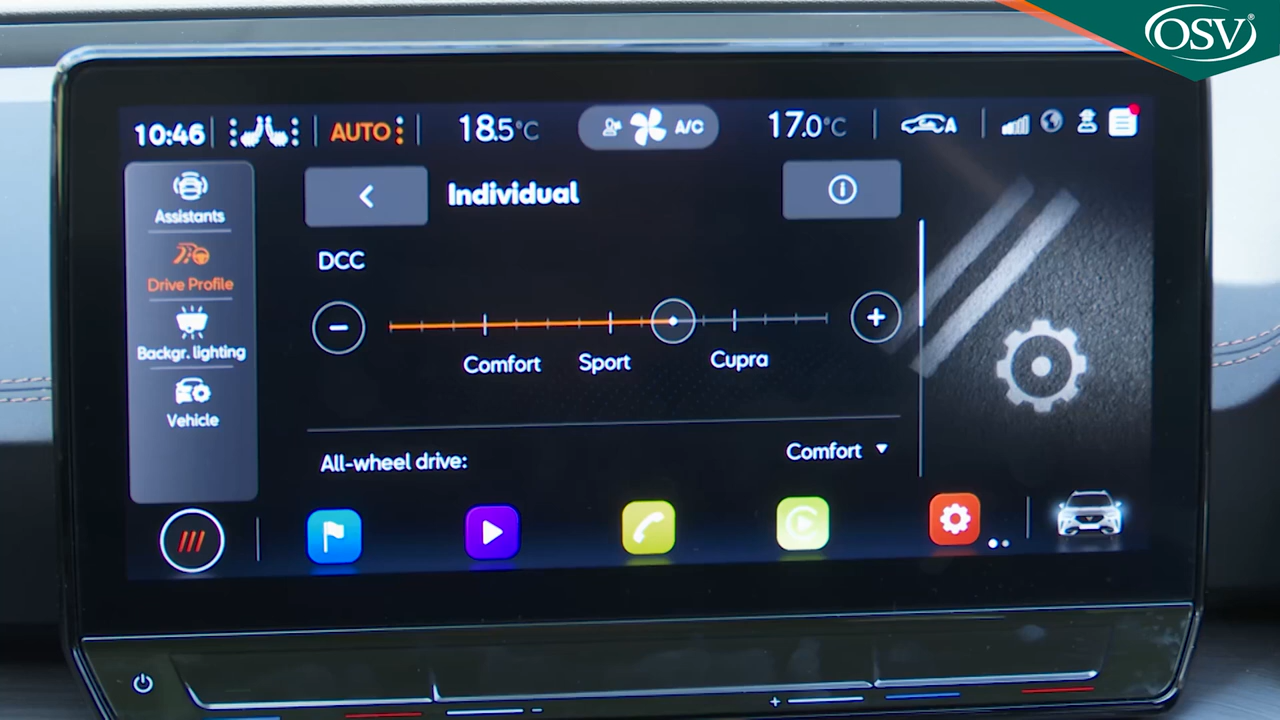 OSV®
10:46 AUTO 18.5°C A/C 17.0°C A
Assistants
Drive Profile
Backgr. lighting
Vehicle
Individual
DCC
Comfort Sport Cupra
All-wheel drive: Comfort